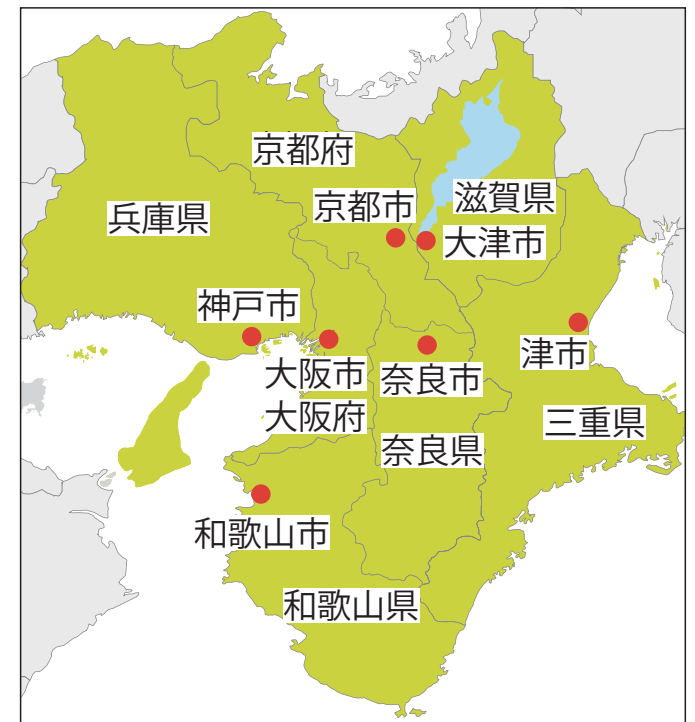 京都府
京都市
滋賀県
兵庫県
大津市
神戸市
津市
大阪市
奈良市
大阪府
三重県
奈良県
和歌山市
和歌山県